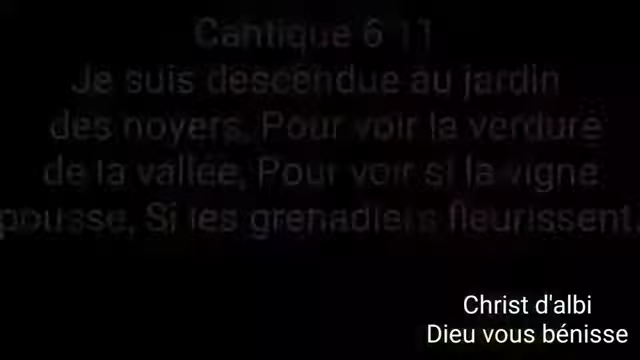 Cantique 6 11
Je suis descendue au jardin
des noyers, Pour voir la verdure
de la vallée, Pour voir si la vigne
pousse, Si les grenadiers fleurissent.
Christ d'albi
Dieu vous bénisse